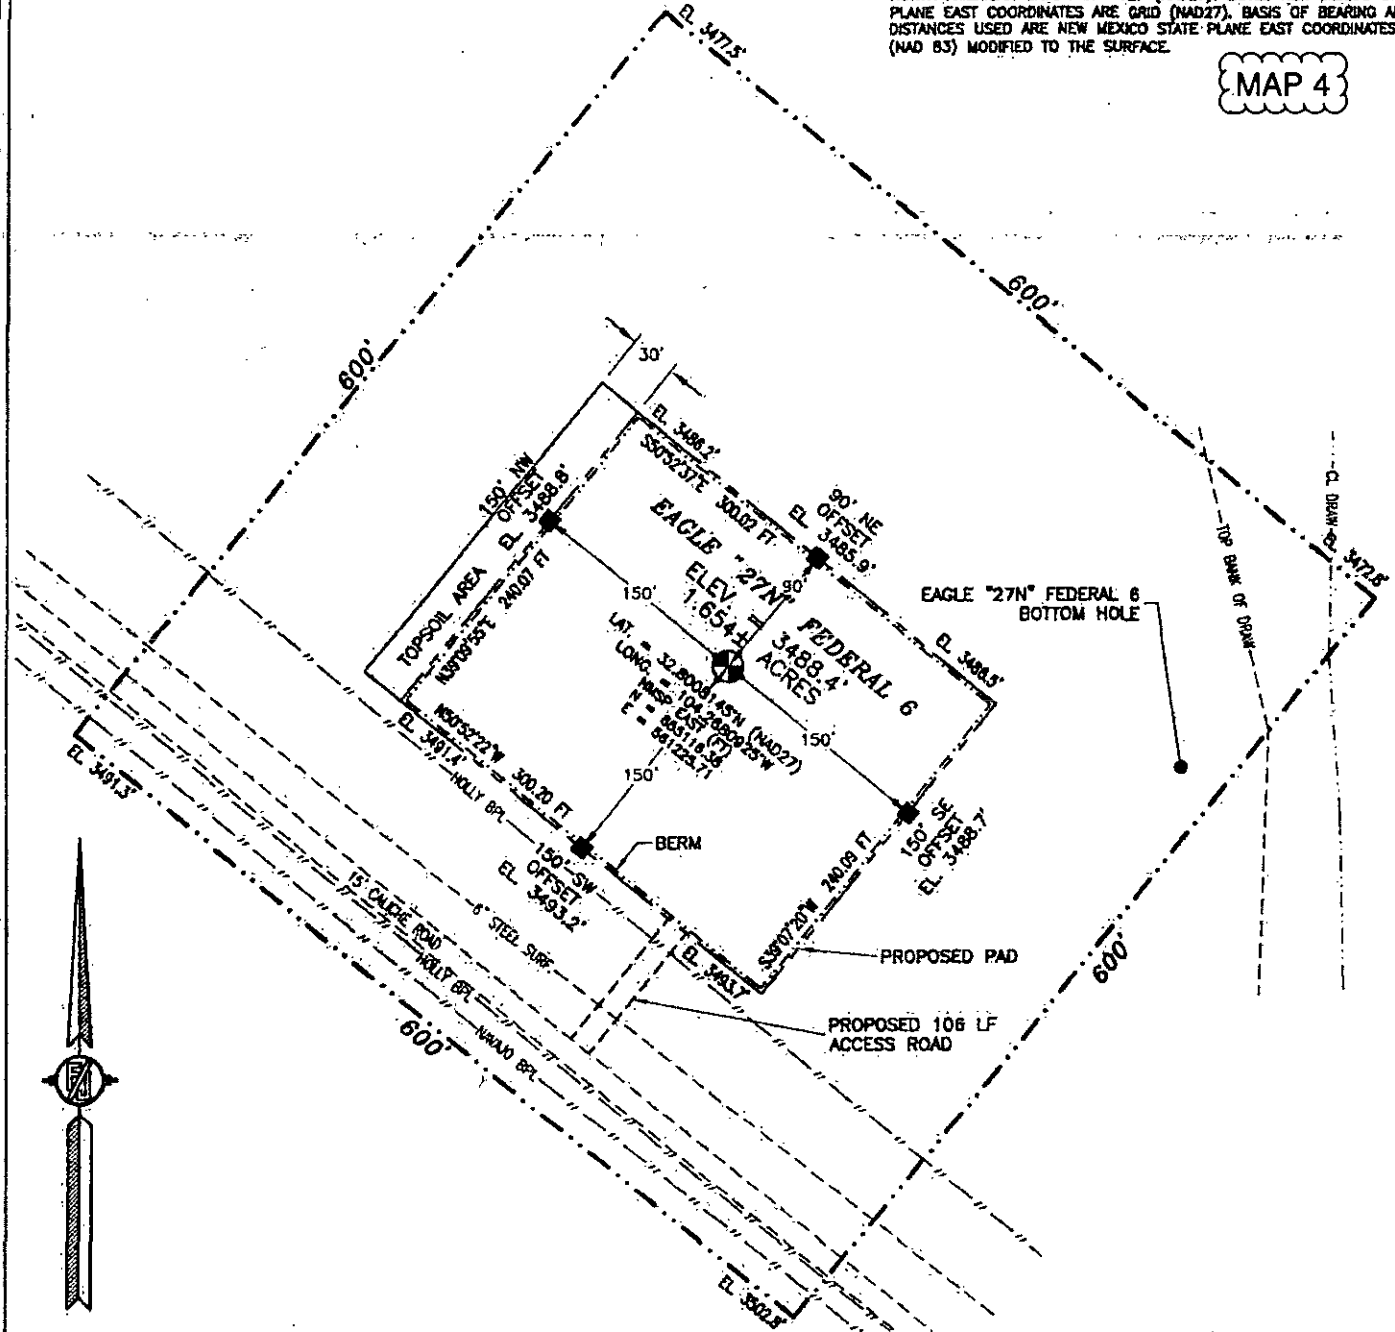 PLANE EAST COORDINATES ARE GRID (NAD27). BASIS OF BEARING A
DISTANCES USED ARE NEW MEXICO STATE PLANE EAST COORDINATES
(NAD 83) MODIFIED TO THE SURFACE.
MAP 4
EL. 3477.5'
600'
600'
30'
EL. 3486.2'
S50°52'37"E 300.02 FT
150' NW
OFFSET
EL. 3488.8'
90' NE
OFFSET
EL. 3485.9'
TOP BANK OF DRAW
CL DRAW
EL. 3472.8'
EAGLE "27N" FEDERAL 6
ELEV. = 3488.4'
1.654± ACRES
TOPSOIL AREA
N39°09'55"E 240.07 FT
150'
90'
EAGLE "27N" FEDERAL 6
BOTTOM HOLE
EL. 3488.5'
LAT. = 32.8008145°N (NAD27)
LONG. = 104.2680925°W
NMSP EAST (FT)
N =
E = 561225.71
150'
150'
N50°52'22"W 300.20 FT
EL. 3491.4'
HOLLY BPL
EL. 3491.3'
150' SW
OFFSET
EL. 3493.2'
BERM
150' SE
OFFSET
EL. 3488.7'
S39°07'20"W 240.09 FT
15' CALICHE ROAD
6" STEEL SURF
HOLLY BPL
NAVAJO BPL
EL. 3493.7'
PROPOSED PAD
PROPOSED 106 LF
ACCESS ROAD
600'
600'
EL. 3502.8'